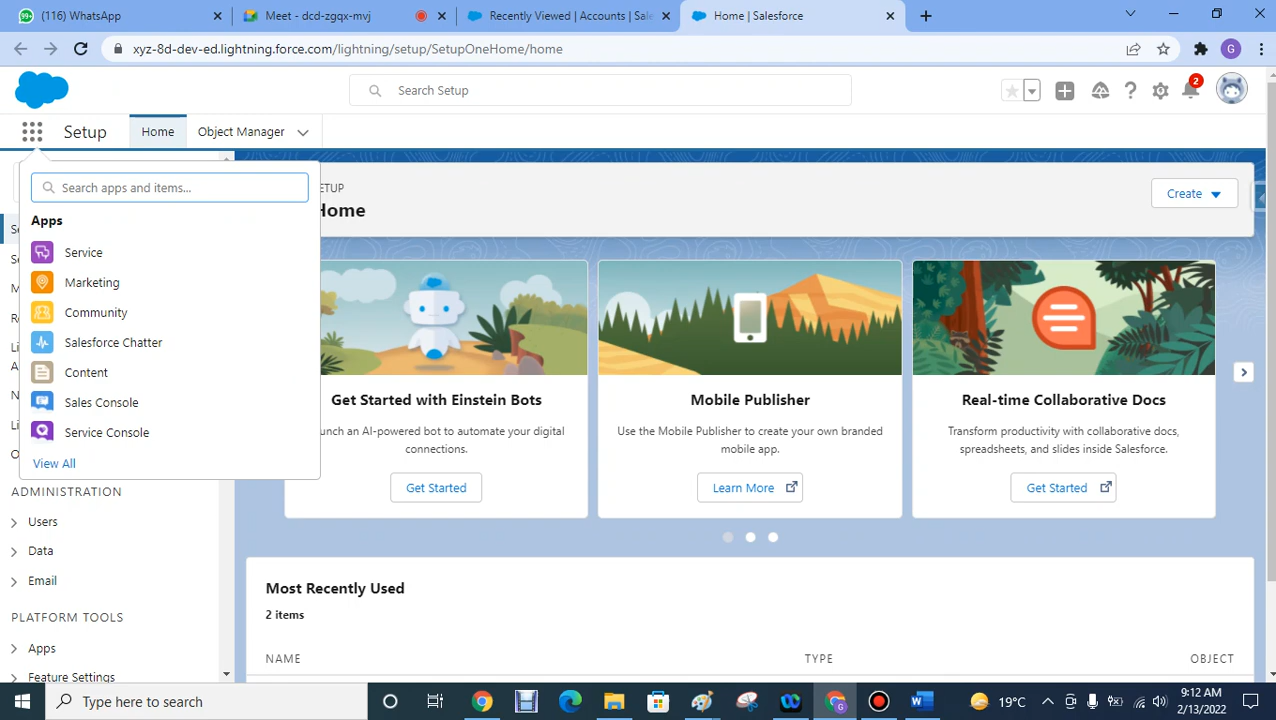 (116) WhatsApp
Meet - dcd-zgqx-mvj
Recently Viewed | Accounts | Sal
Home | Salesforce
xyz-8d-dev-ed.lightning.force.com/lightning/setup/SetupOneHome/home
G
Search Setup
2
Setup
Home
Object Manager
Search apps and items...
Apps
Service
Marketing
Community
Salesforce Chatter
Content
Sales Console
Service Console
View All
ETUP
Home
Create
Get Started with Einstein Bots
unch an AI-powered bot to automate your digital
connections.
Get Started
Mobile Publisher
Use the Mobile Publisher to create your own branded
mobile app.
Learn More
Real-time Collaborative Docs
Transform productivity with collaborative docs,
spreadsheets, and slides inside Salesforce.
Get Started
ADMINISTRATION
Users
Data
Email
PLATFORM TOOLS
Apps
Feature Settings
Most Recently Used
2 items
NAME
TYPE
OBJECT
Type here to search
19°C
9:12 AM
2/13/2022